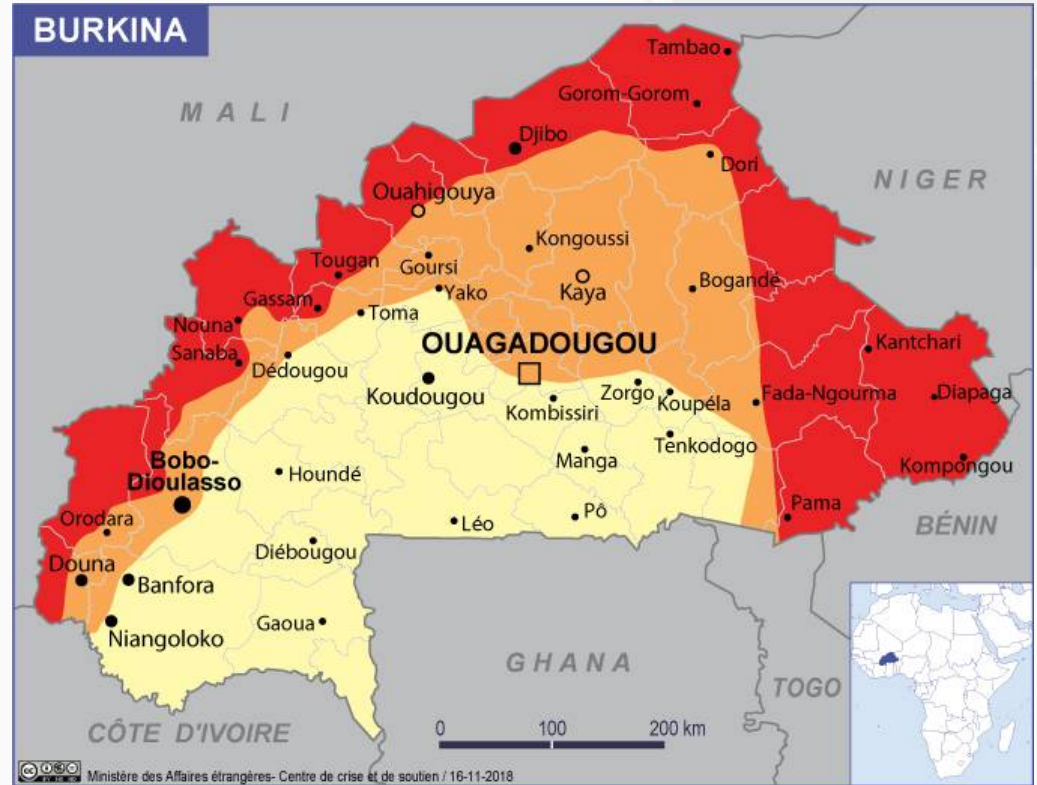 BURKINA
MALI
NIGER
BÉNIN
TOGO
GHANA
CÔTE D'IVOIRE
Tambao
Gorom-Gorom
Djibo
Dori
Ouahigouya
Kongoussi
Goursi
Tougan
Kaya
Bogandé
Yako
Gassam
Toma
Nouna
OUAGADOUGOU
Sanaba
Dédougou
Kantchari
Koudougou
Zorgo
Koupéla
Fada-Ngourma
Diapaga
Kombissiri
Tenkodogo
Manga
Bobo-
Dioulasso
Houndé
Kompongou
Pama
Orodara
Léo
Pô
Diébougou
Douna
Banfora
Niangoloko
Gaoua
0 100 200 km
Ministère des Affaires étrangères- Centre de crise et de soutien / 16-11-2018